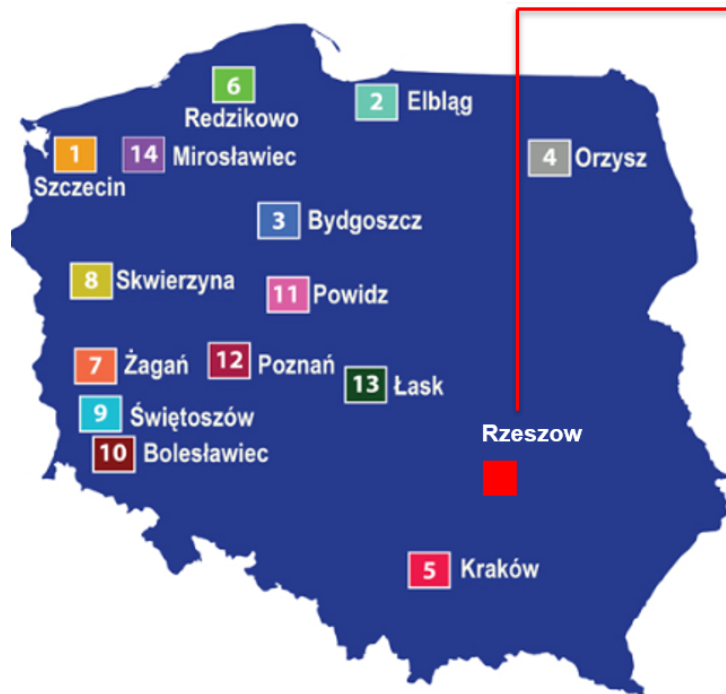 6
Redzikowo
2 Elbląg
1
Szczecin
14 Mirosławiec
4 Orzysz
3 Bydgoszcz
8 Skwierzyna
11 Powidz
7 Żagań
12 Poznań
13 Łask
9 Świętoszów
10 Bolesławiec
Rzeszow
5 Kraków